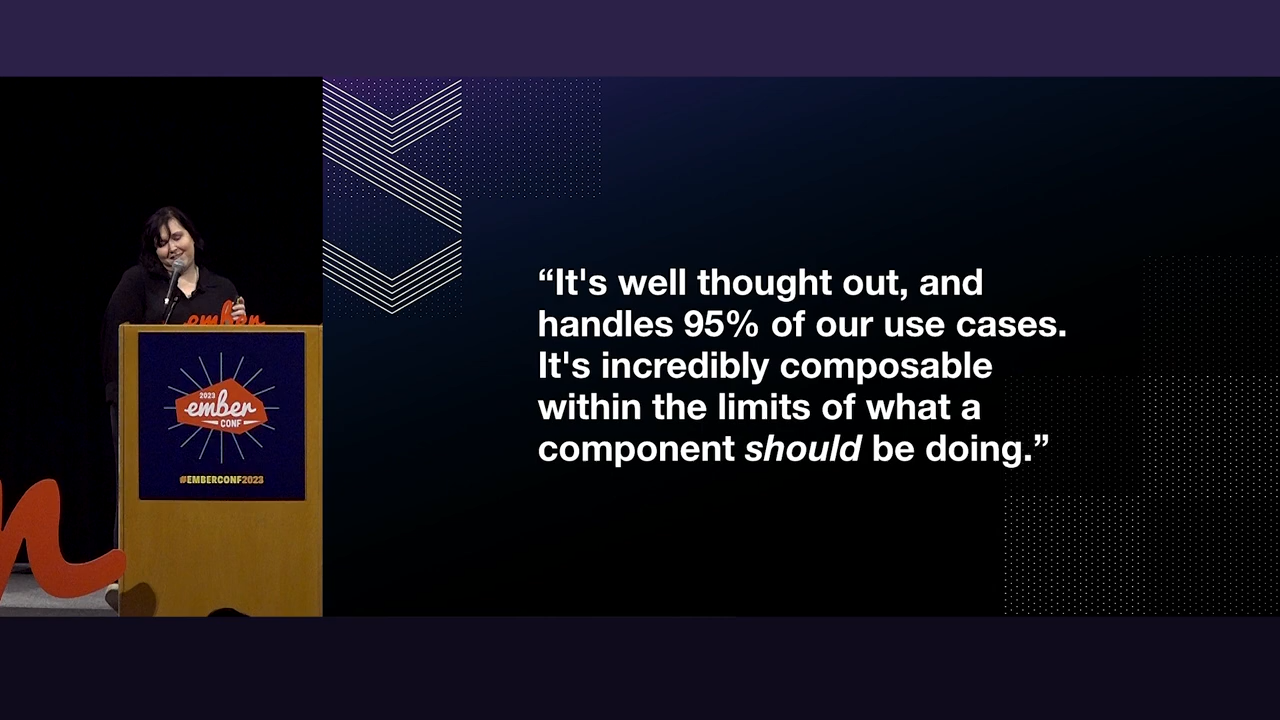 ember
2023
ember
CONF
#EMBERCONF2023
“It's well thought out, and
handles 95% of our use cases.
It's incredibly composable
within the limits of what a
component should be doing.”